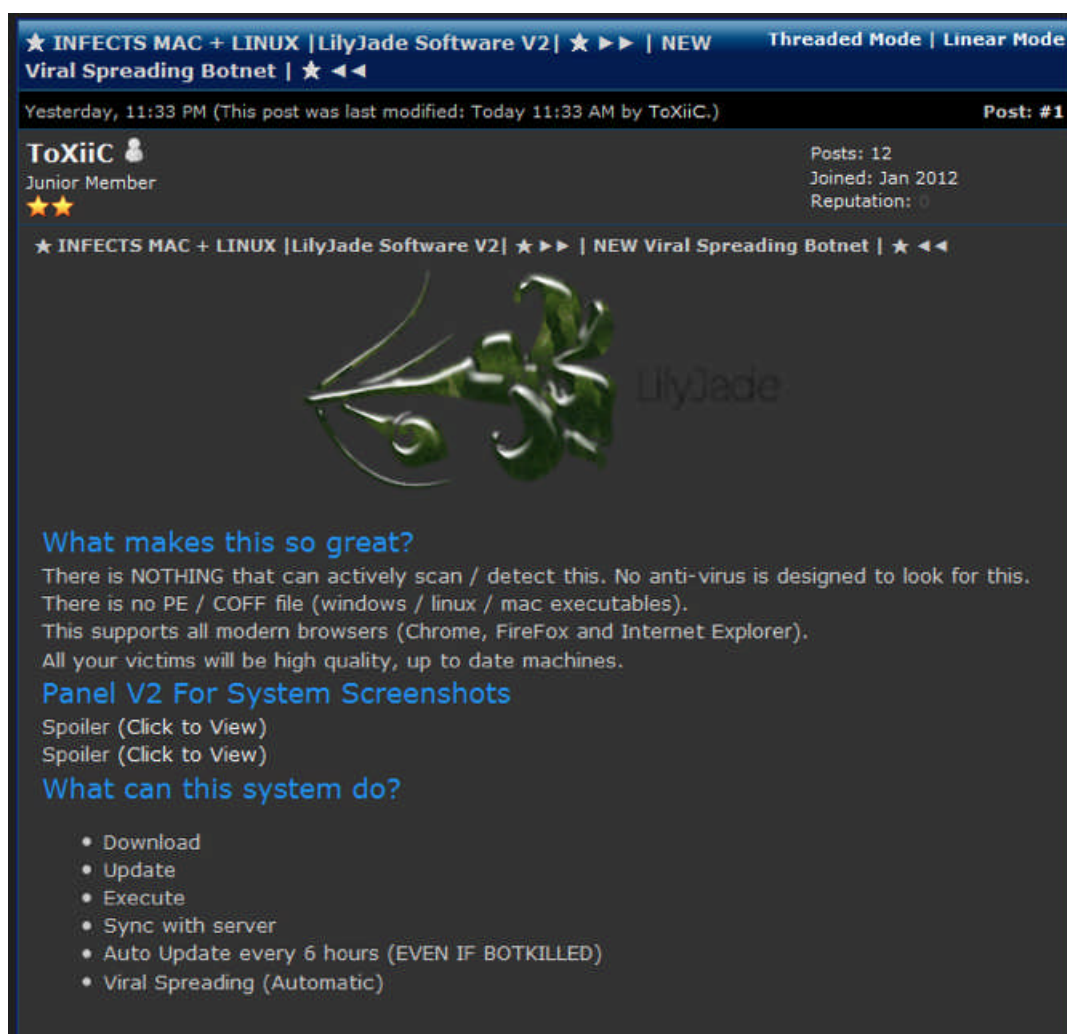 ★ INFECTS MAC + LINUX |LilyJade Software V2| ★ ►► | NEW
Viral Spreading Botnet | ★ ◄◄
Threaded Mode | Linear Mode
Yesterday, 11:33 PM (This post was last modified: Today 11:33 AM by ToXiiC.)
Post: #1
ToXiiC
Junior Member
Posts: 12
Joined: Jan 2012
Reputation: 0
★ INFECTS MAC + LINUX |LilyJade Software V2| ★ ►► | NEW Viral Spreading Botnet | ★ ◄◄
LilyJade
What makes this so great?
There is NOTHING that can actively scan / detect this. No anti-virus is designed to look for this.
There is no PE / COFF file (windows / linux / mac executables).
This supports all modern browsers (Chrome, FireFox and Internet Explorer).
All your victims will be high quality, up to date machines.
Panel V2 For System Screenshots
Spoiler (Click to View)
Spoiler (Click to View)
What can this system do?
• Download
• Update
• Execute
• Sync with server
• Auto Update every 6 hours (EVEN IF BOTKILLED)
• Viral Spreading (Automatic)